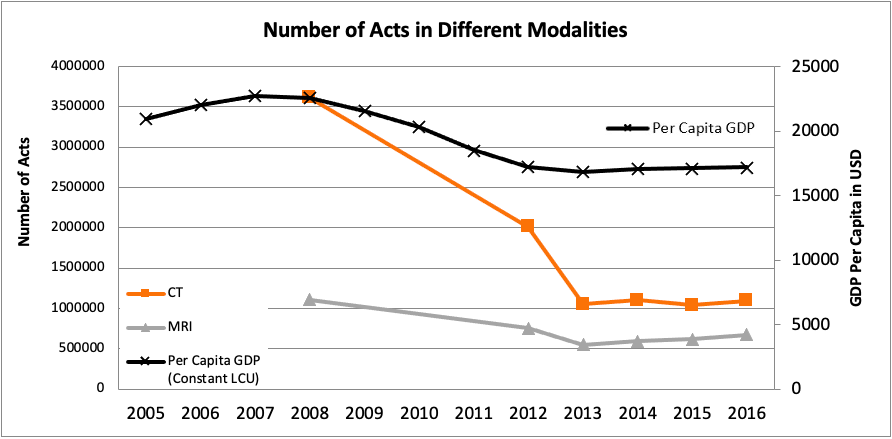 Number of Acts in Different Modalities
Number of Acts
4000000
3500000
3000000
2500000
2000000
1500000
1000000
500000
0
25000
20000
15000
10000
5000
0
GDP Per Capita in USD
Per Capita GDP
CT
MRI
Per Capita GDP
(Constant LCU)
2005 2006 2007 2008 2009 2010 2011 2012 2013 2014 2015 2016